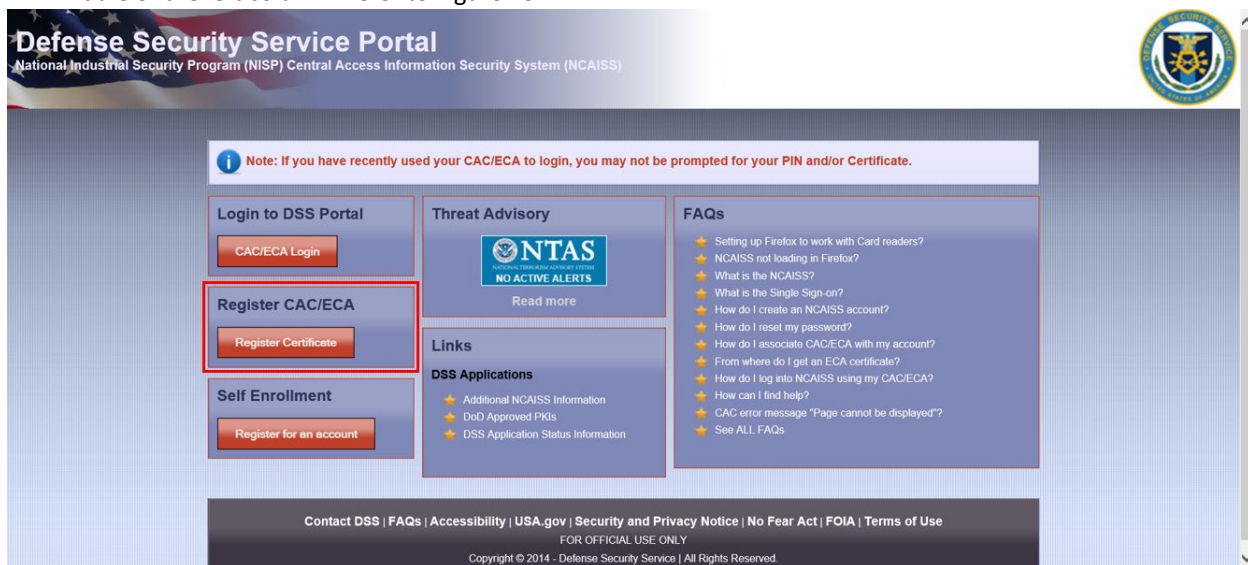 Defense Security Service Portal
National Industrial Security Program (NISP) Central Access Information Security System (NCAISS)
Note: If you have recently used your CAC/ECA to login, you may not be prompted for your PIN and/or Certificate.
Login to DSS Portal
CAC/ECA Login
Register CAC/ECA
Register Certificate
Self Enrollment
Register for an account
Threat Advisory
NTAS
NATIONAL TERRORISM ADVISORY SYSTEM
NO ACTIVE ALERTS
Read more
Links
DSS Applications
Additional NCAISS Information
DoD Approved PKIs
DSS Application Status Information
FAQs
Setting up Firefox to work with Card readers?
NCAISS not loading in Firefox?
What is the NCAISS?
What is the Single Sign-on?
How do I create an NCAISS account?
How do I reset my password?
How do I associate CAC/ECA with my account?
From where do I get an ECA certificate?
How do I log into NCAISS using my CAC/ECA?
How can I find help?
CAC error message "Page cannot be displayed"?
See ALL FAQs
Contact DSS | FAQs | Accessibility | USA.gov | Security and Privacy Notice | No Fear Act | FOIA | Terms of Use
FOR OFFICIAL USE ONLY
Copyright © 2014 - Defense Security Service | All Rights Reserved.